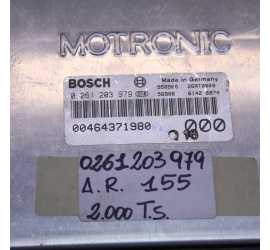 MOTRONIC
BOSCH
Made in Germany
0 261 203 979
00464371980 000
0261203979
A.R. 155
2.000 T.S.